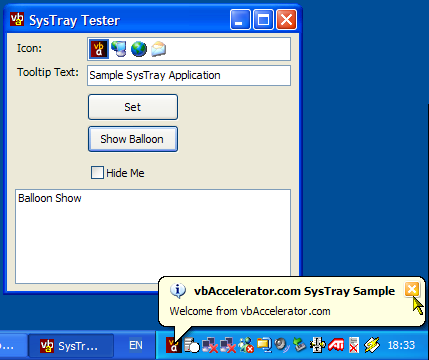 SysTray Tester
Icon:
Tooltip Text:
Sample SysTray Application
Set
Show Balloon
Hide Me
Balloon Show
vbAccelerator.com SysTray Sample
Welcome from vbAccelerator.com
SysTr...
EN
ATI
18:33